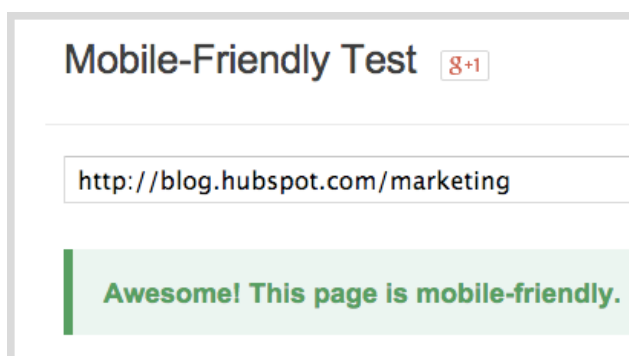 Mobile-Friendly Test g+1
http://blog.hubspot.com/marketing
Awesome! This page is mobile-friendly.